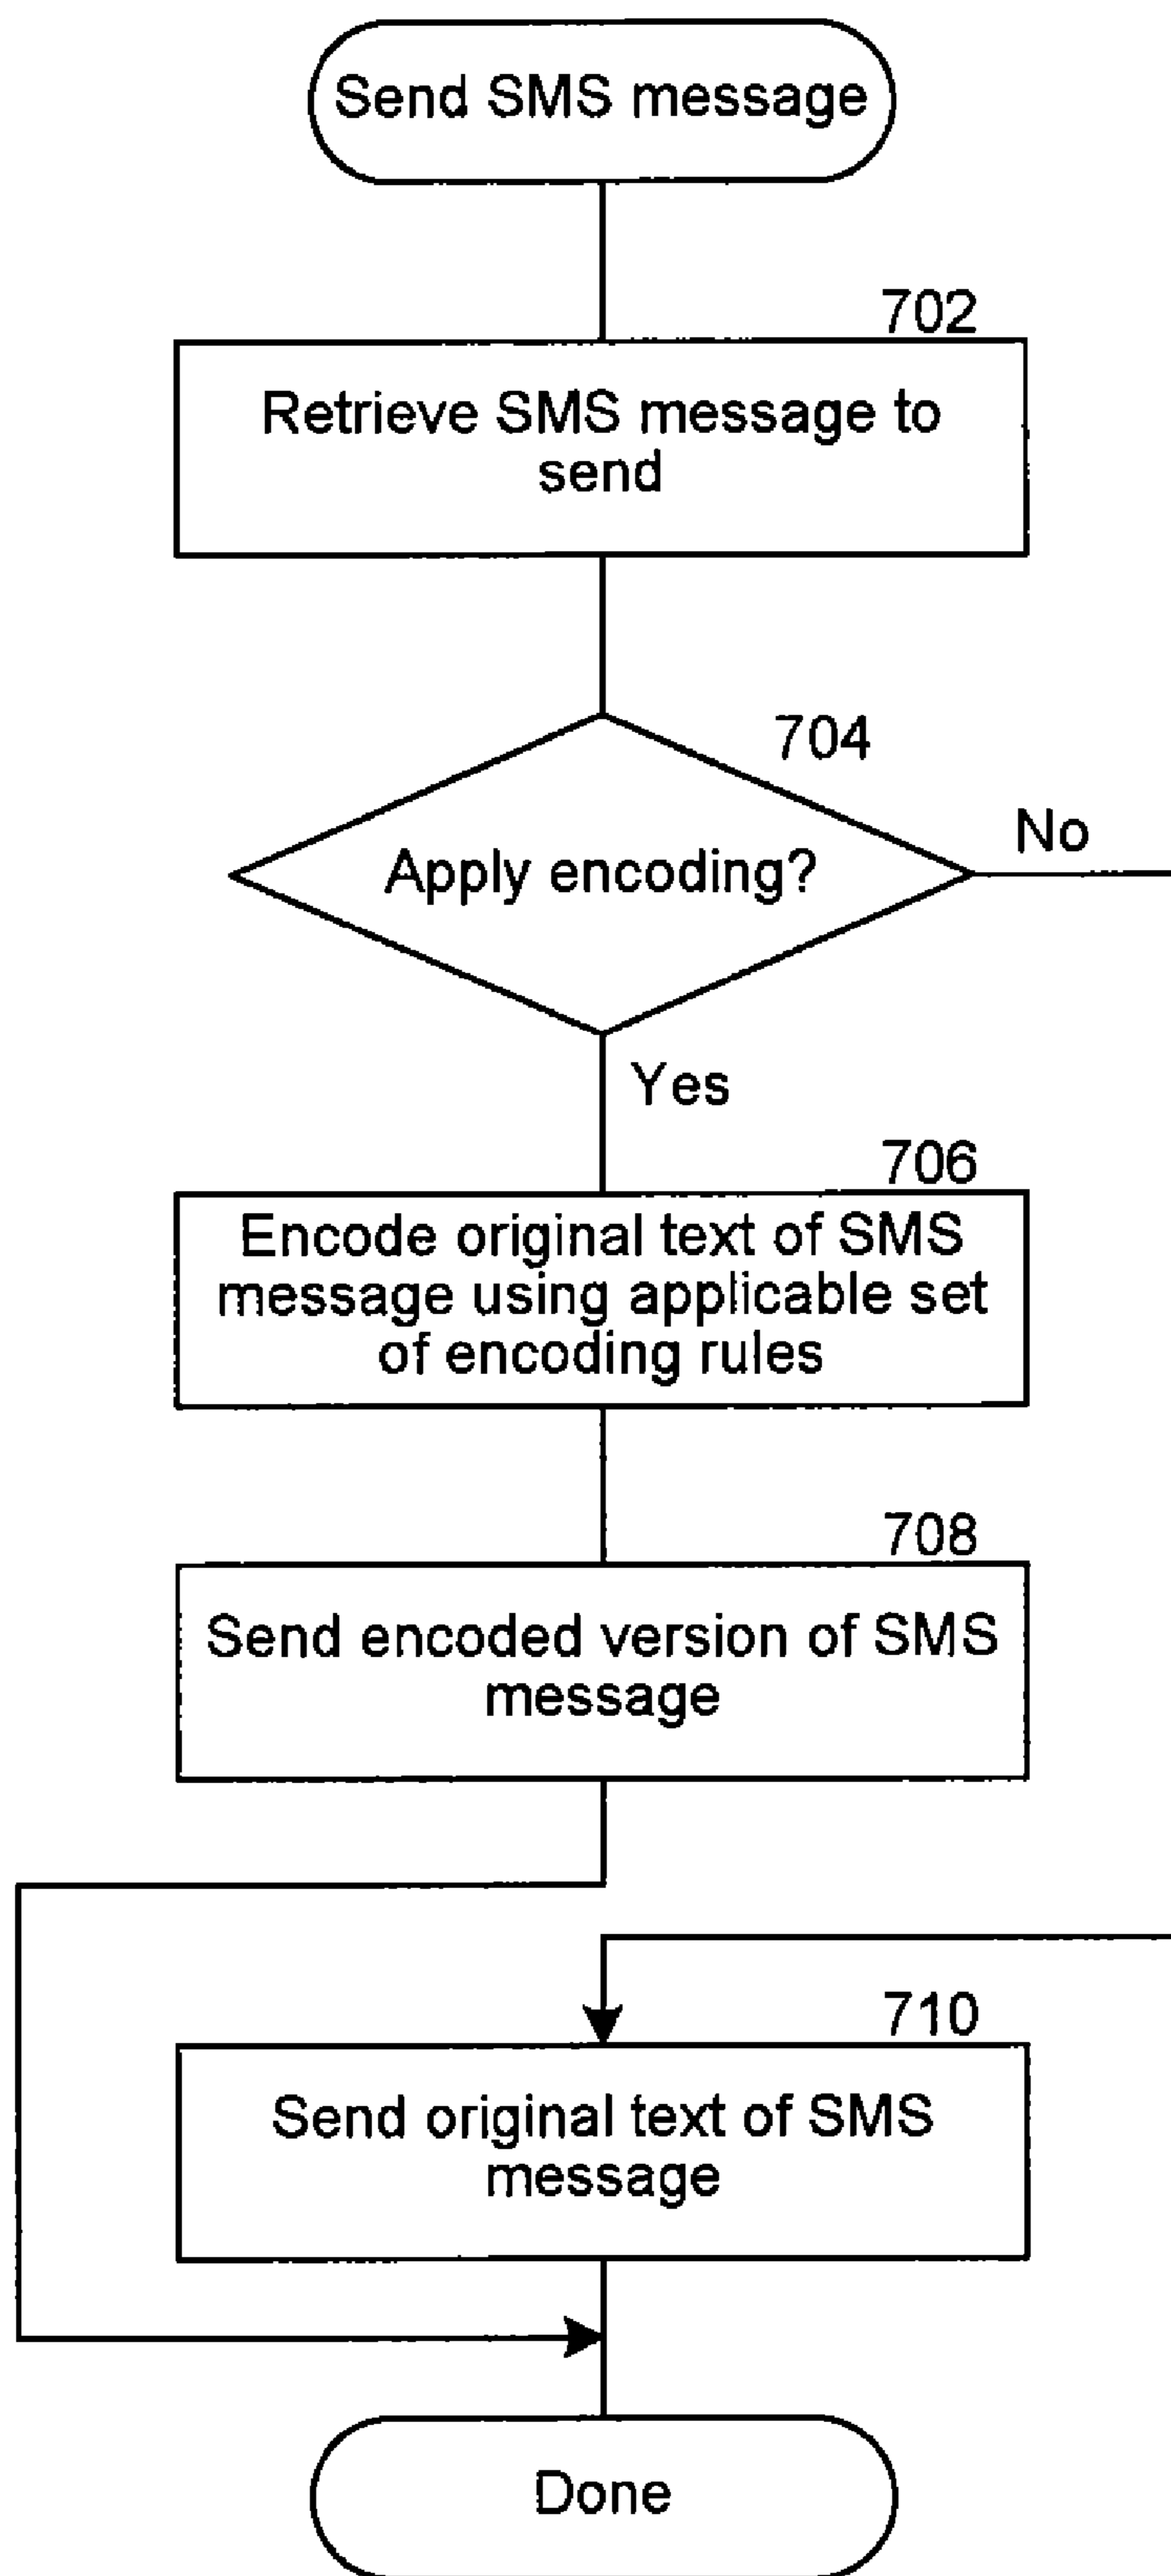 Send SMS message
702
Retrieve SMS message to
send
704
Apply encoding?
No
Yes
706
Encode original text of SMS
message using applicable set
of encoding rules
708
Send encoded version of SMS
message
710
Send original text of SMS
message
Done